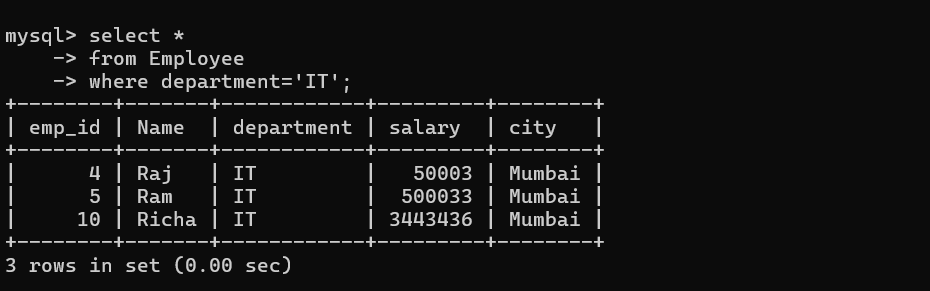 mysql> select *
    -> from Employee
    -> where department='IT';
+--------+-------+------------+---------+--------+
| emp_id | Name  | department | salary  | city   |
+--------+-------+------------+---------+--------+
|      4 | Raj   | IT         |   50003 | Mumbai |
|      5 | Ram   | IT         |  500033 | Mumbai |
|     10 | Richa | IT         | 3443436 | Mumbai |
+--------+-------+------------+---------+--------+
3 rows in set (0.00 sec)